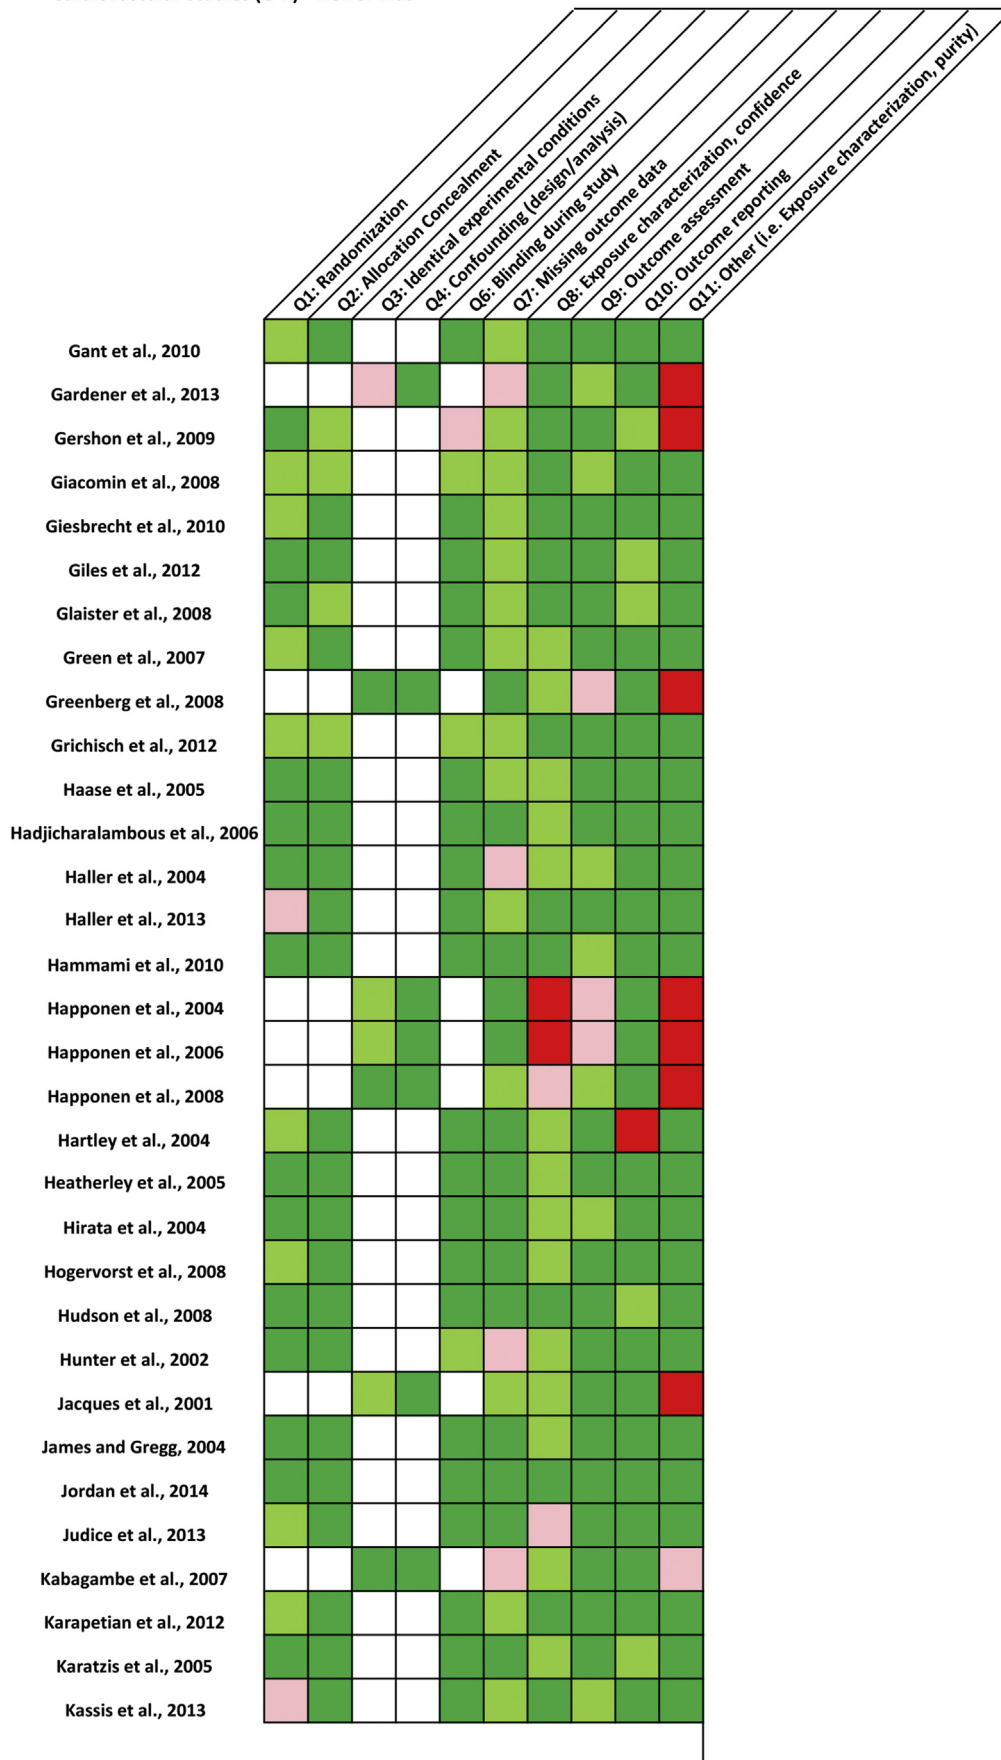 Q1: Randomization
Q2: Allocation Concealment
Q3: Identical experimental conditions
Q4: Confounding (design/analysis)
Q6: Blinding during study
Q7: Missing outcome data
Q8: Exposure characterization, confidence
Q9: Outcome assessment
Q10: Outcome reporting
Q11: Other (i.e. Exposure characterization, purity)
Gant et al., 2010
Gardener et al., 2013
Gershon et al., 2009
Giacomin et al., 2008
Giesbrecht et al., 2010
Giles et al., 2012
Glaister et al., 2008
Green et al., 2007
Greenberg et al., 2008
Grichisch et al., 2012
Haase et al., 2005
Hadjicharalambous et al., 2006
Haller et al., 2004
Haller et al., 2013
Hammami et al., 2010
Happonen et al., 2004
Happonen et al., 2006
Happonen et al., 2008
Hartley et al., 2004
Heatherley et al., 2005
Hirata et al., 2004
Hogervorst et al., 2008
Hudson et al., 2008
Hunter et al., 2002
Jacques et al., 2001
James and Gregg, 2004
Jordan et al., 2014
Judice et al., 2013
Kabagambe et al., 2007
Karapetian et al., 2012
Karatzis et al., 2005
Kassis et al., 2013